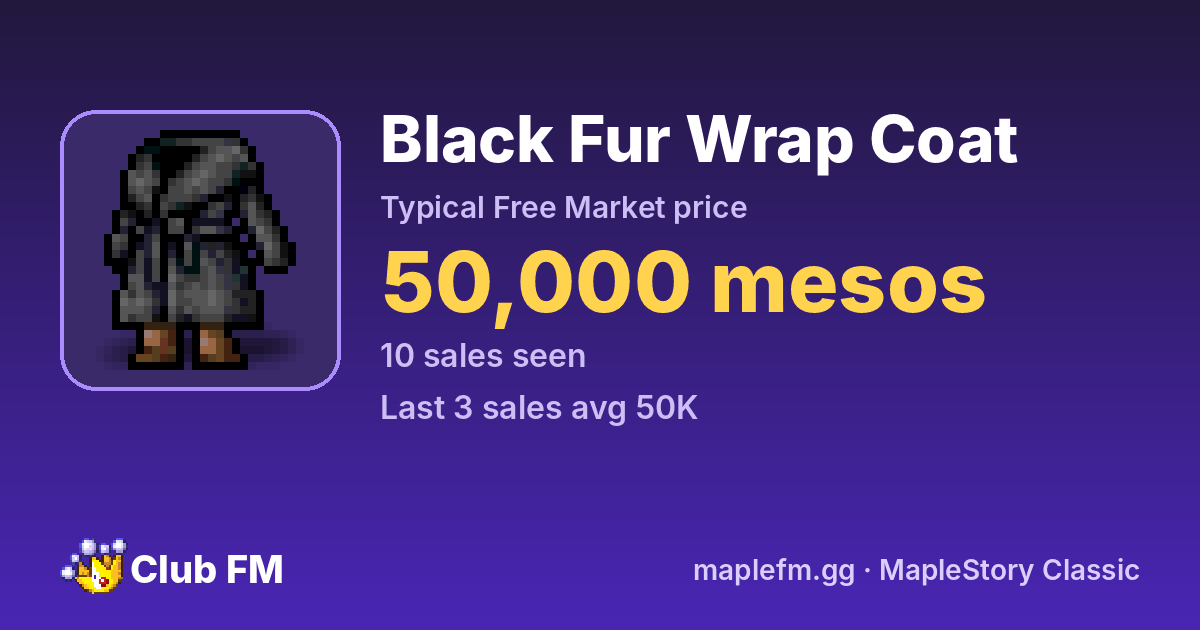 Black Fur Wrap Coat
Typical Free Market price
50,000 mesos
10 sales seen
Last 3 sales avg 50K
Club FM
maplefm.gg · MapleStory Classic